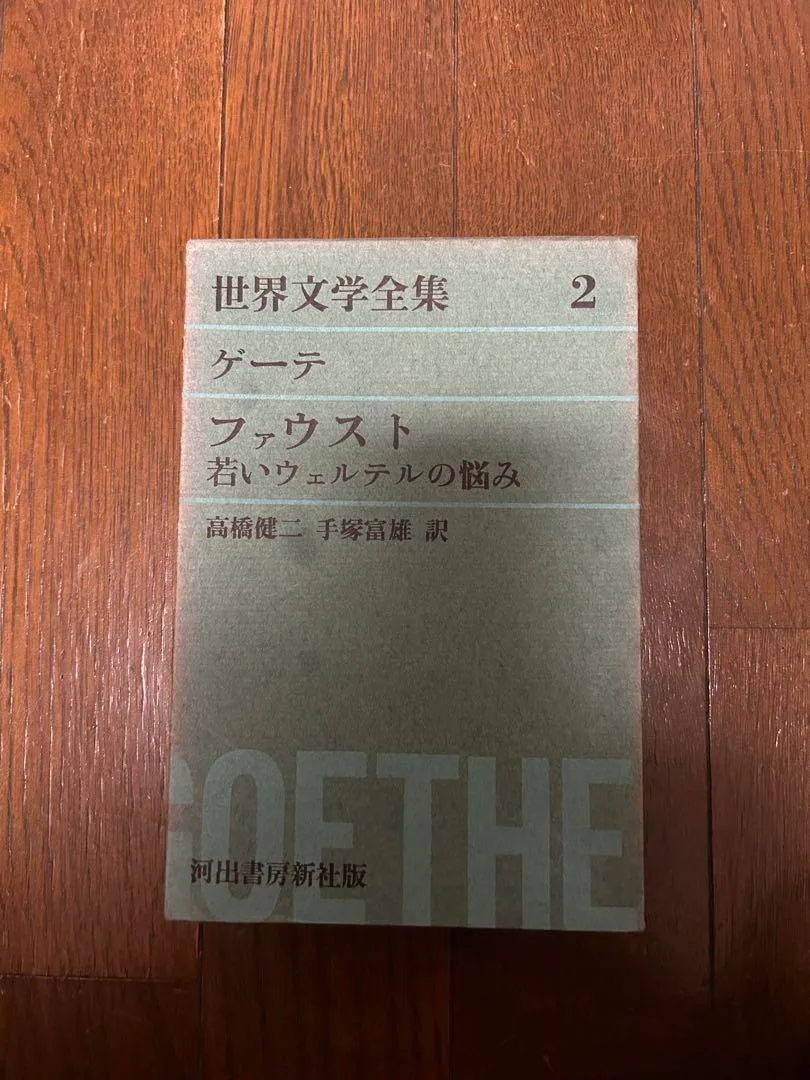 世界文学全集 2
ゲーテ
ファウスト
若いウェルテルの悩み
高橋健二 手塚富雄 訳
GOETHE
河出書房新社版